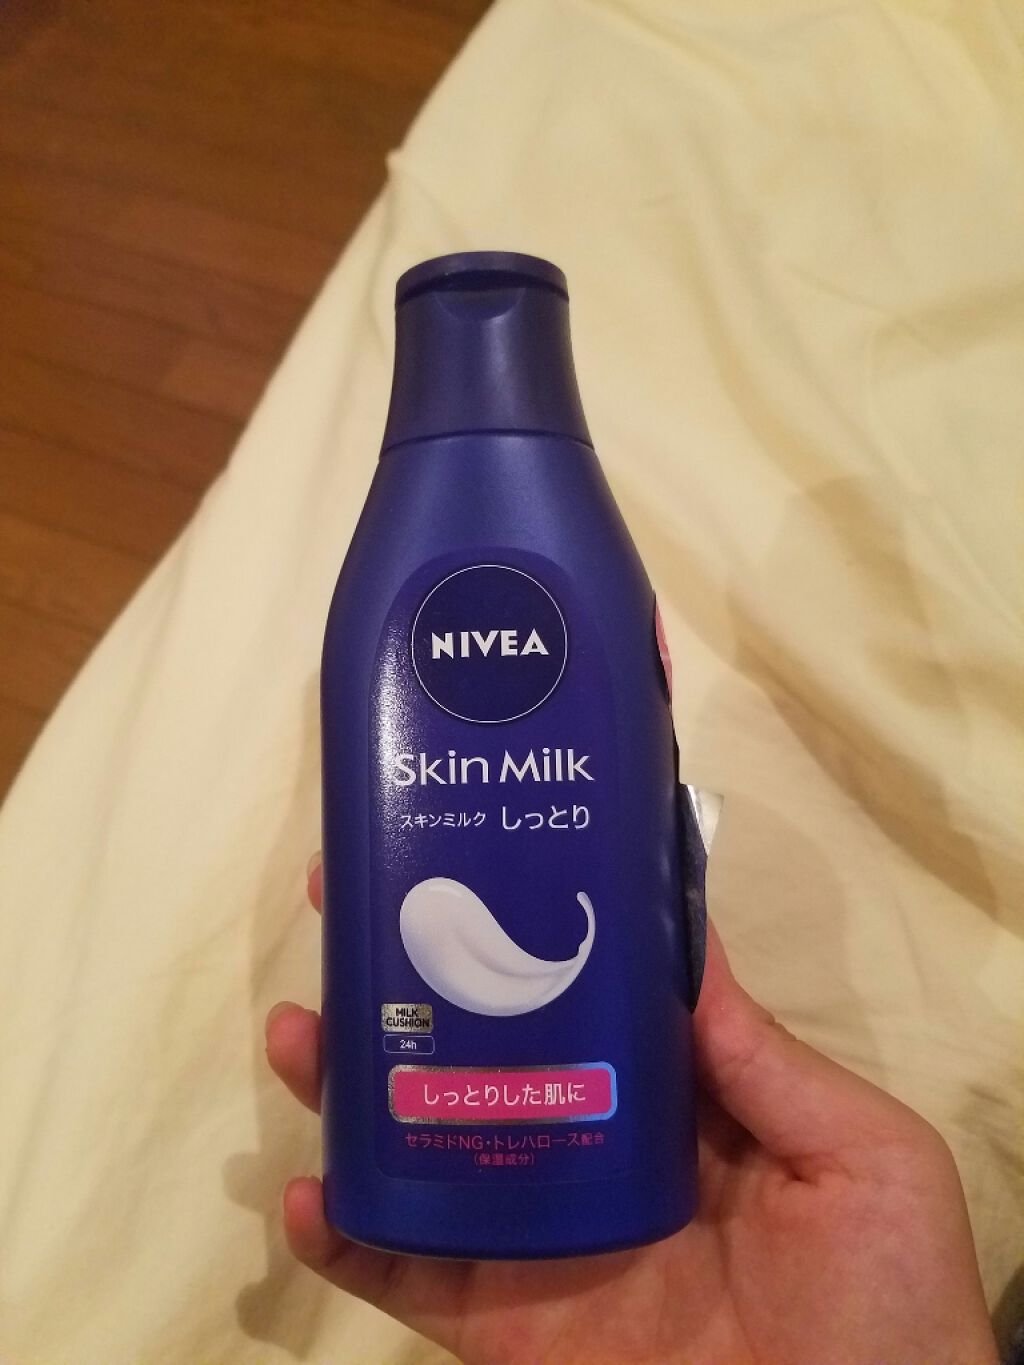 NIVEA
Skin Milk
スキンミルク しっとり
MILK
CUSHION
24h
しっとりした肌に
セラミドNG・トレハロース配合
(保湿成分)